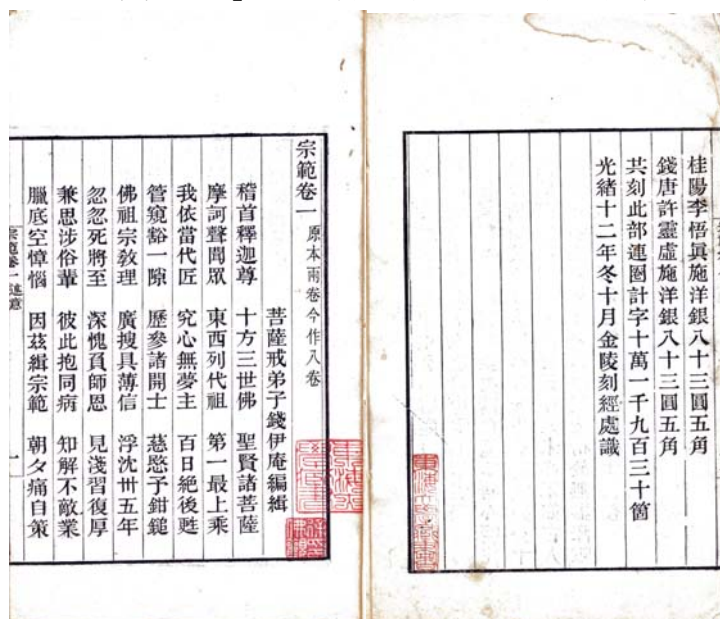 桂陽李悟眞施洋銀八十三圓五角
錢唐許靈虛施洋銀八十三圓五角
共刻此部連圈計字十萬一千九百三十箇
光緒十二年冬十月金陵刻經處識
宗範卷一 原本兩卷今作八卷
菩薩戒弟子錢伊庵編緝
稽首釋迦尊 十方三世佛 聖賢諸菩薩
摩訶聲聞眾 東西列代祖 第一最上乘
我依當代匠 究心無夢主 百日絕後甦
管窺豁一隙 歷參諸開士 慈愍予鉗鎚
佛祖宗敎理 廣搜具薄信 浮沈卅五年
忽忽死將至 深愧負師恩 見淺習復厚
兼思涉俗輩 彼此抱同病 知解不敵業
臘底空惶惱 因茲緝宗範 朝夕痛自策
宗範卷一 一